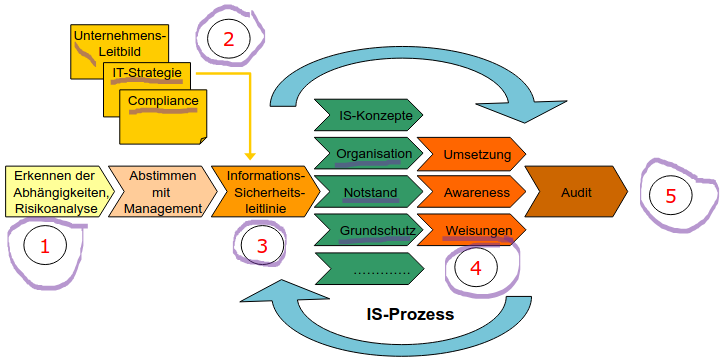 Unternehmens-
Leitbild
2
IT-Strategie
Compliance
IS-Konzepte
Organisation
Umsetzung
Erkennen der
Abhängigkeiten,
Risikoanalyse
Abstimmen
mit
Management
Informations-
Sicherheits-
leitlinie
Notstand
Awareness
Audit
5
1
3
Grundschutz
Weisungen
4
.............
IS-Prozess